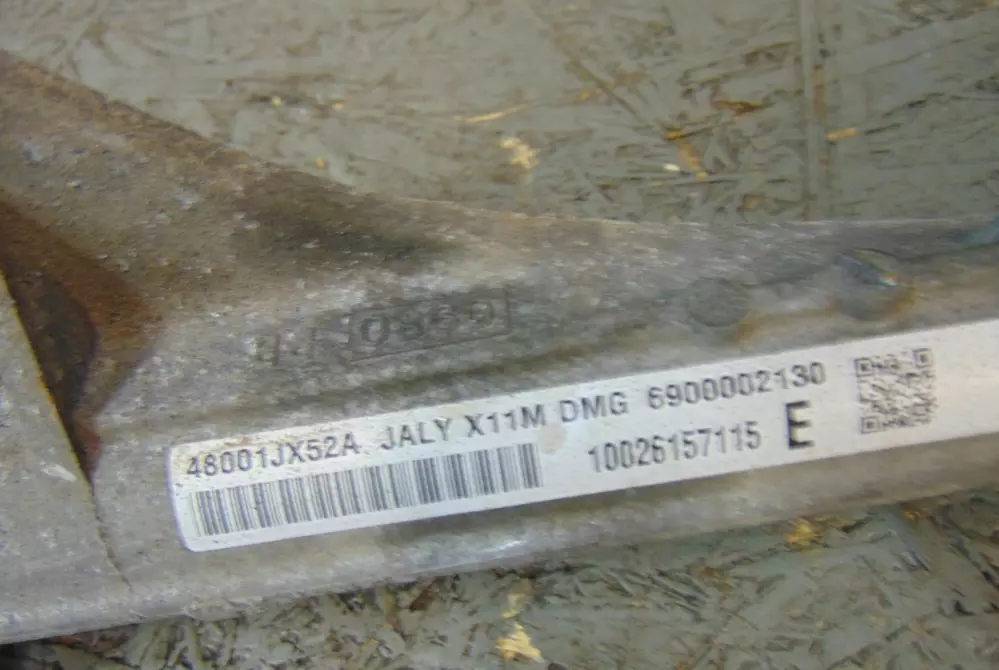 48001JX52A JALY X11M DMG 6900002130
10026157115 E